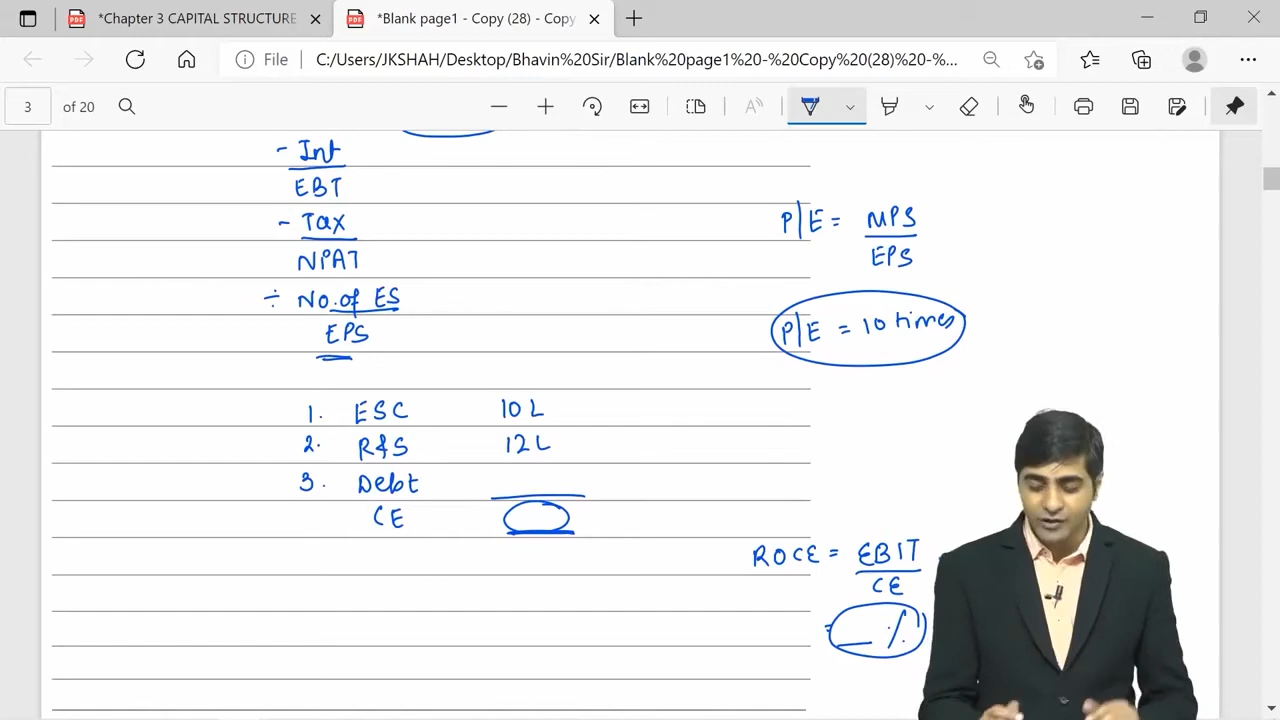 *Chapter 3 CAPITAL STRUCTURE
*Blank page1 - Copy (28) - Copy
File
C:/Users/JKSHAH/Desktop/Bhavin%20Sir/Blank%20page1%20-%20Copy%20(28)%20-%...
3 of 20
- Int
EBT
- Tax
NPAT
÷ No. of ES
EPS
P/E = MPS
EPS
P/E = 10 times
1. ESC 10 L
2. R&S 12 L
3. Debt
CE
ROCE = EBIT
CE
= __ %